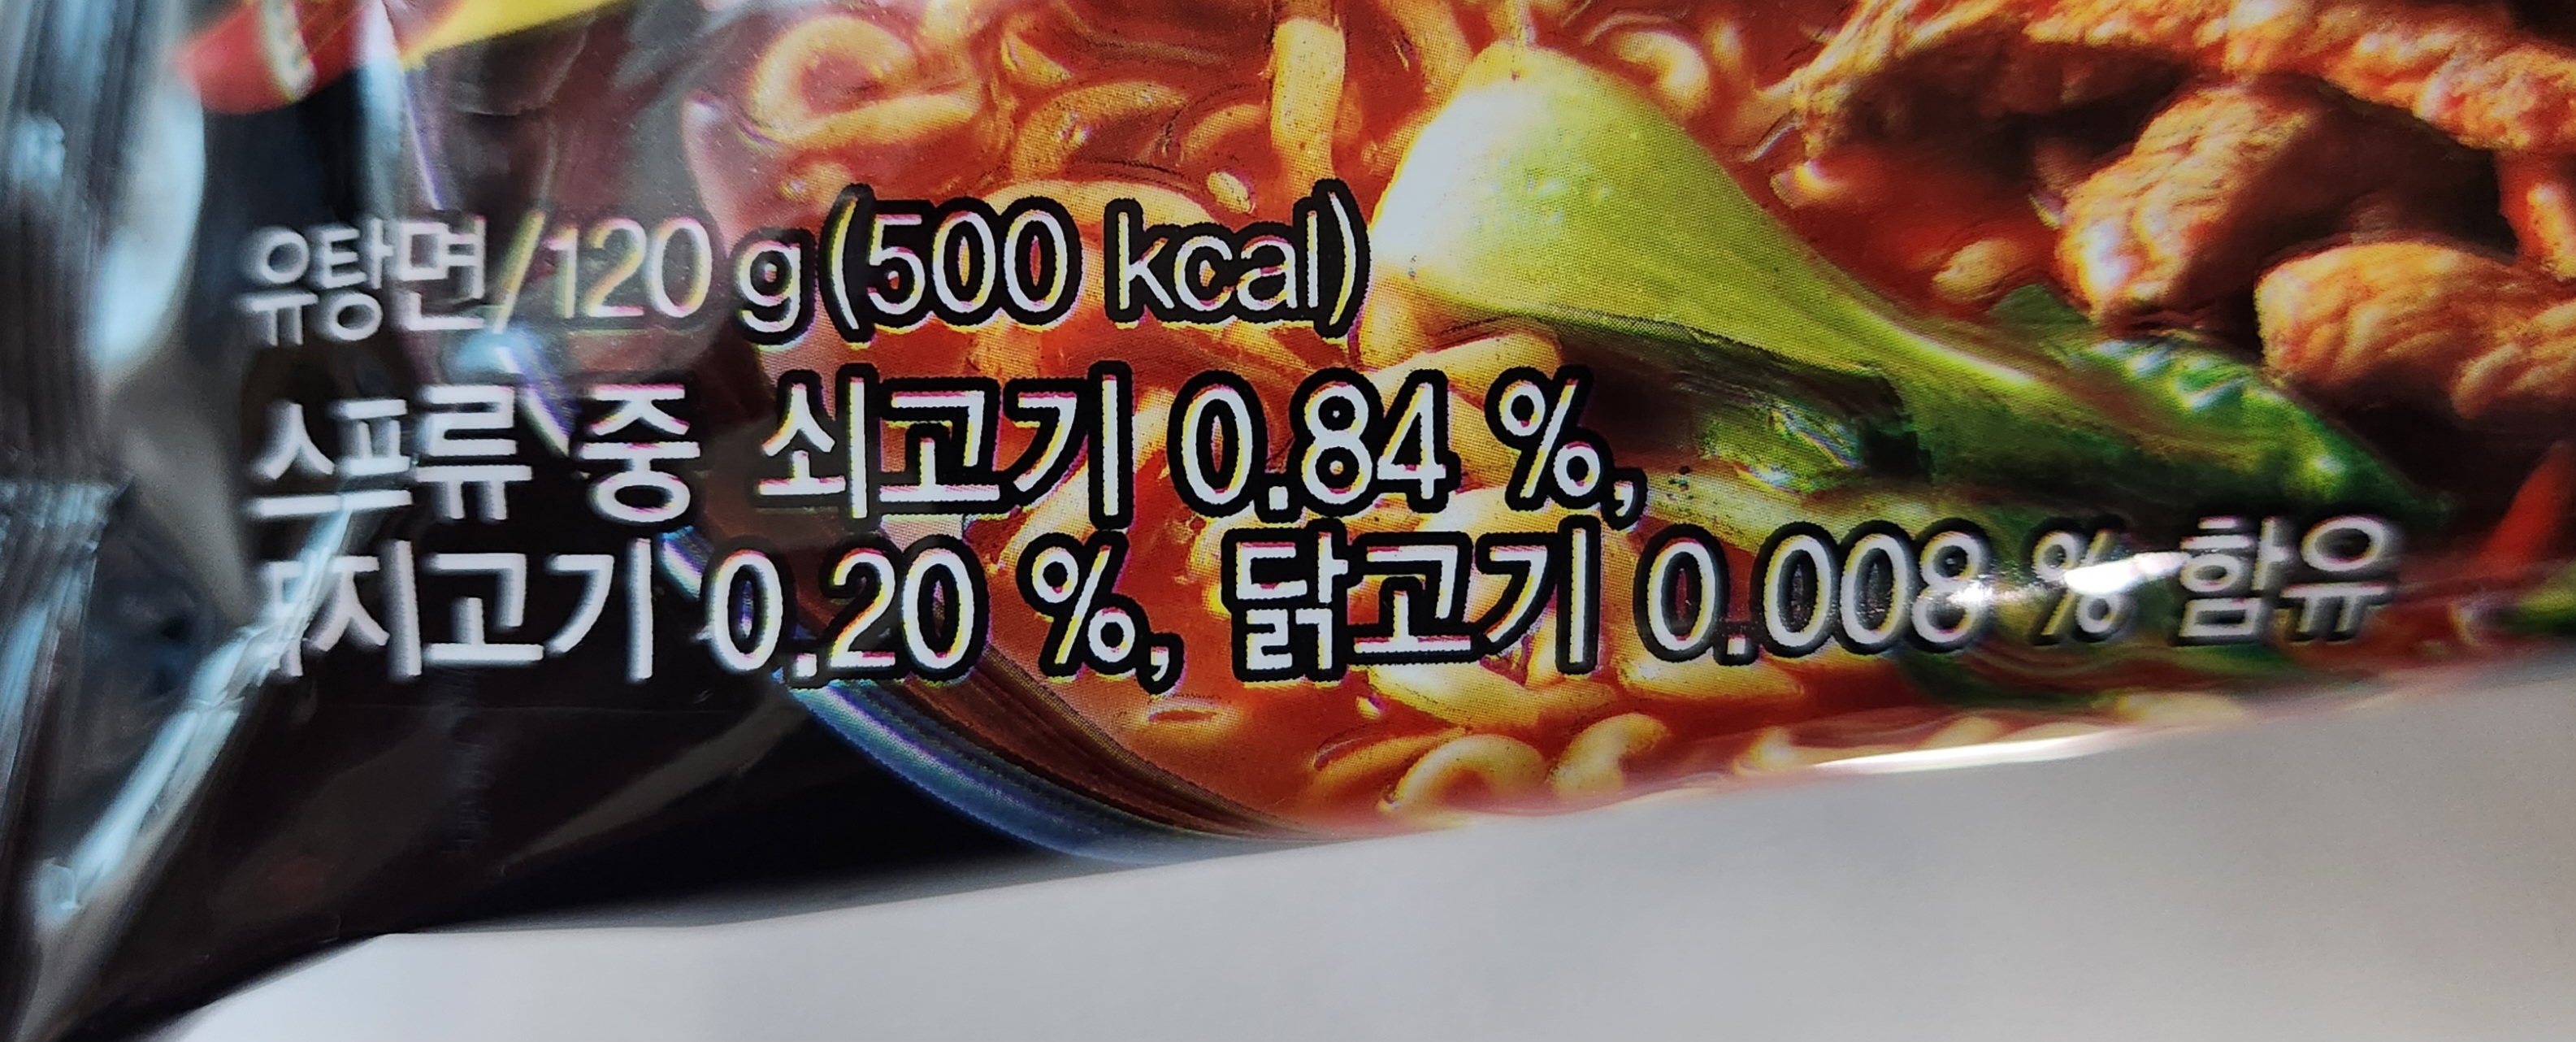 유탕면/120 g(500 kcal)
스프류 중 쇠고기 0.84 %,
돼지고기 0.20 %, 닭고기 0.008 % 함유